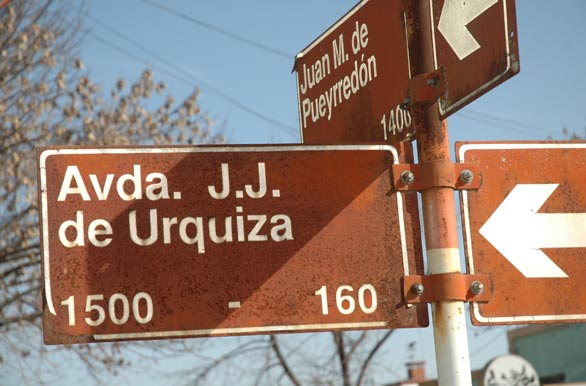 Juan M. de
Pueyrredón
1400
Avda. J.J.
de Urquiza
1500 - 160